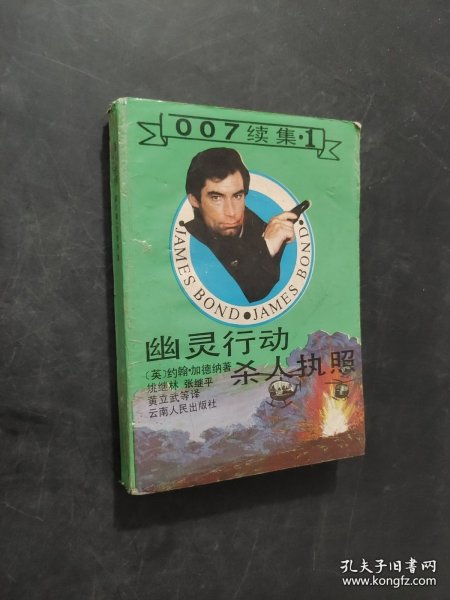 007续集·1
·JAMES BOND·JAMES BOND·
幽灵行动
杀人执照
〔英〕约翰·加德纳著
姚继林 张继平
黄立武等译
云南人民出版社
孔夫子旧书网
www.kongfz.com